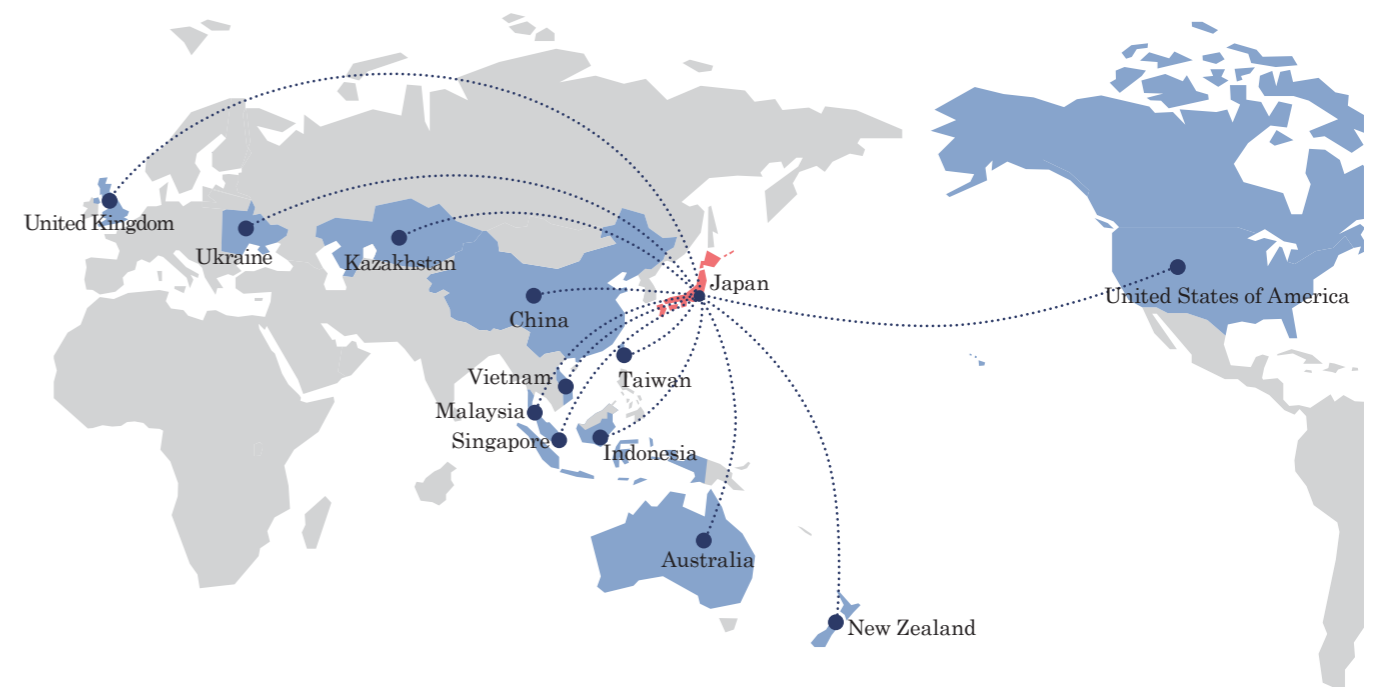 United Kingdom
Ukraine
Kazakhstan
Japan
United States of America
China
Vietnam
Taiwan
Malaysia
Singapore
Indonesia
Australia
New Zealand